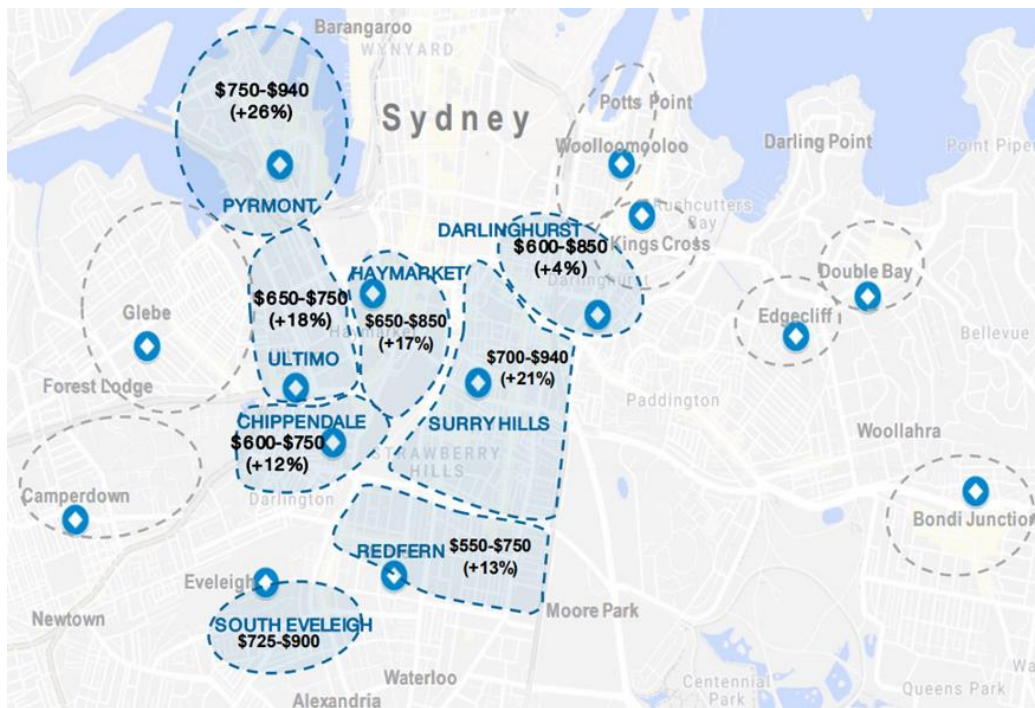 Barangaroo
WYNYARD
$750-$940
(+26%)
Sydney
Potts Point
Woolloomooloo
Darling Point
Point Piper
PYRMONT
Rushcutters
Bay
DARLINGHURST
Kings Cross
$600-$850
(+4%)
Darlinghurst
HAYMARKET
Double Bay
$650-$750
(+18%)
Glebe
$650-$850
Haymarket
(+17%)
Edgecliff
Bellevue
ULTIMO
$700-$940
(+21%)
Forest Lodge
Paddington
CHIPPENDALE
SURRY HILLS
$600-$750
(+12%)
STRAWBERRY
HILLS
Woollahra
Camperdown
Darlington
Bondi Junction
REDFERN
$550-$750
(+13%)
Eveleigh
Newtown
SOUTH EVELEIGH
$725-$900
Moore Park
Waterloo
Centennial
Park
Queens Park
Wa
Alexandria